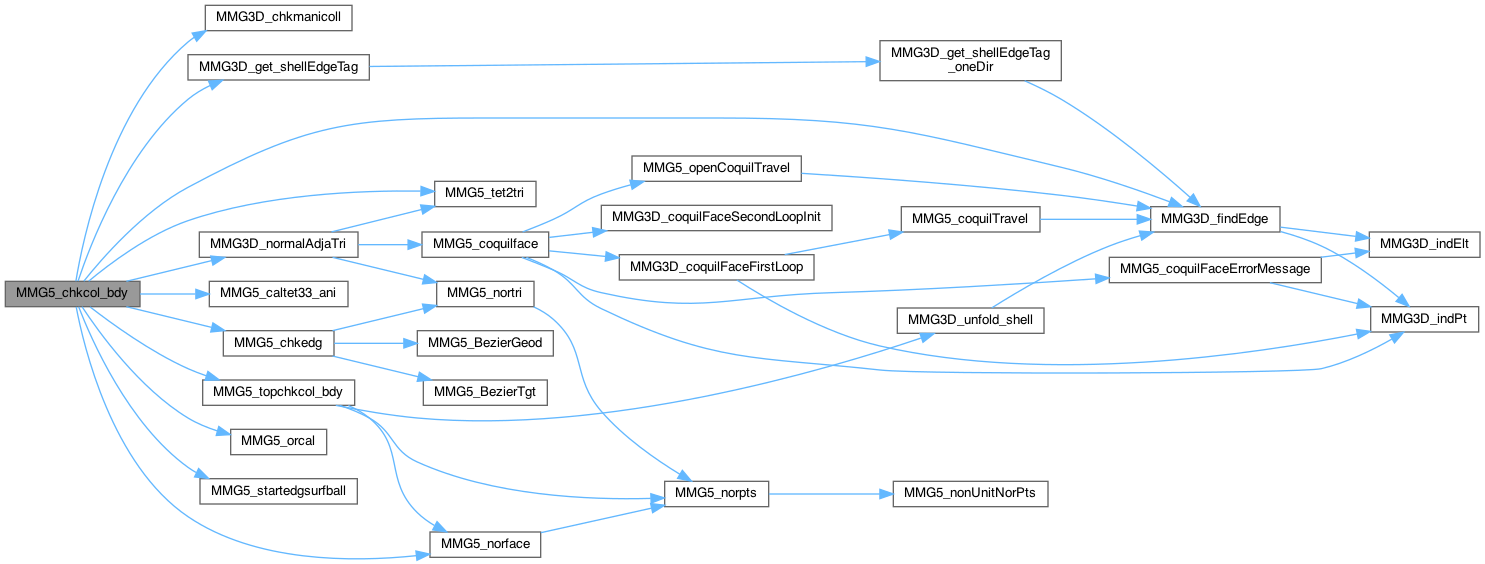 MMG3D_chkmanicoll
MMG3D_get_shellEdgeTag
MMG3D_get_shellEdgeTag
_oneDir
MMG5_openCoquilTravel
MMG5_tet2tri
MMG3D_coquilFaceSecondLoopInit
MMG5_coquilTravel
MMG3D_findEdge
MMG3D_normalAdjaTri
MMG5_coquilface
MMG3D_indElt
MMG3D_coquilFaceFirstLoop
MMG5_coquilFaceErrorMessage
MMG5_chkcol_bdy
MMG5_caltet33_ani
MMG5_nortri
MMG3D_unfold_shell
MMG3D_indPt
MMG5_chkedg
MMG5_BezierGeod
MMG5_topchkcol_bdy
MMG5_BezierTgt
MMG5_orcal
MMG5_startedgsurfball
MMG5_norpts
MMG5_nonUnitNorPts
MMG5_norface